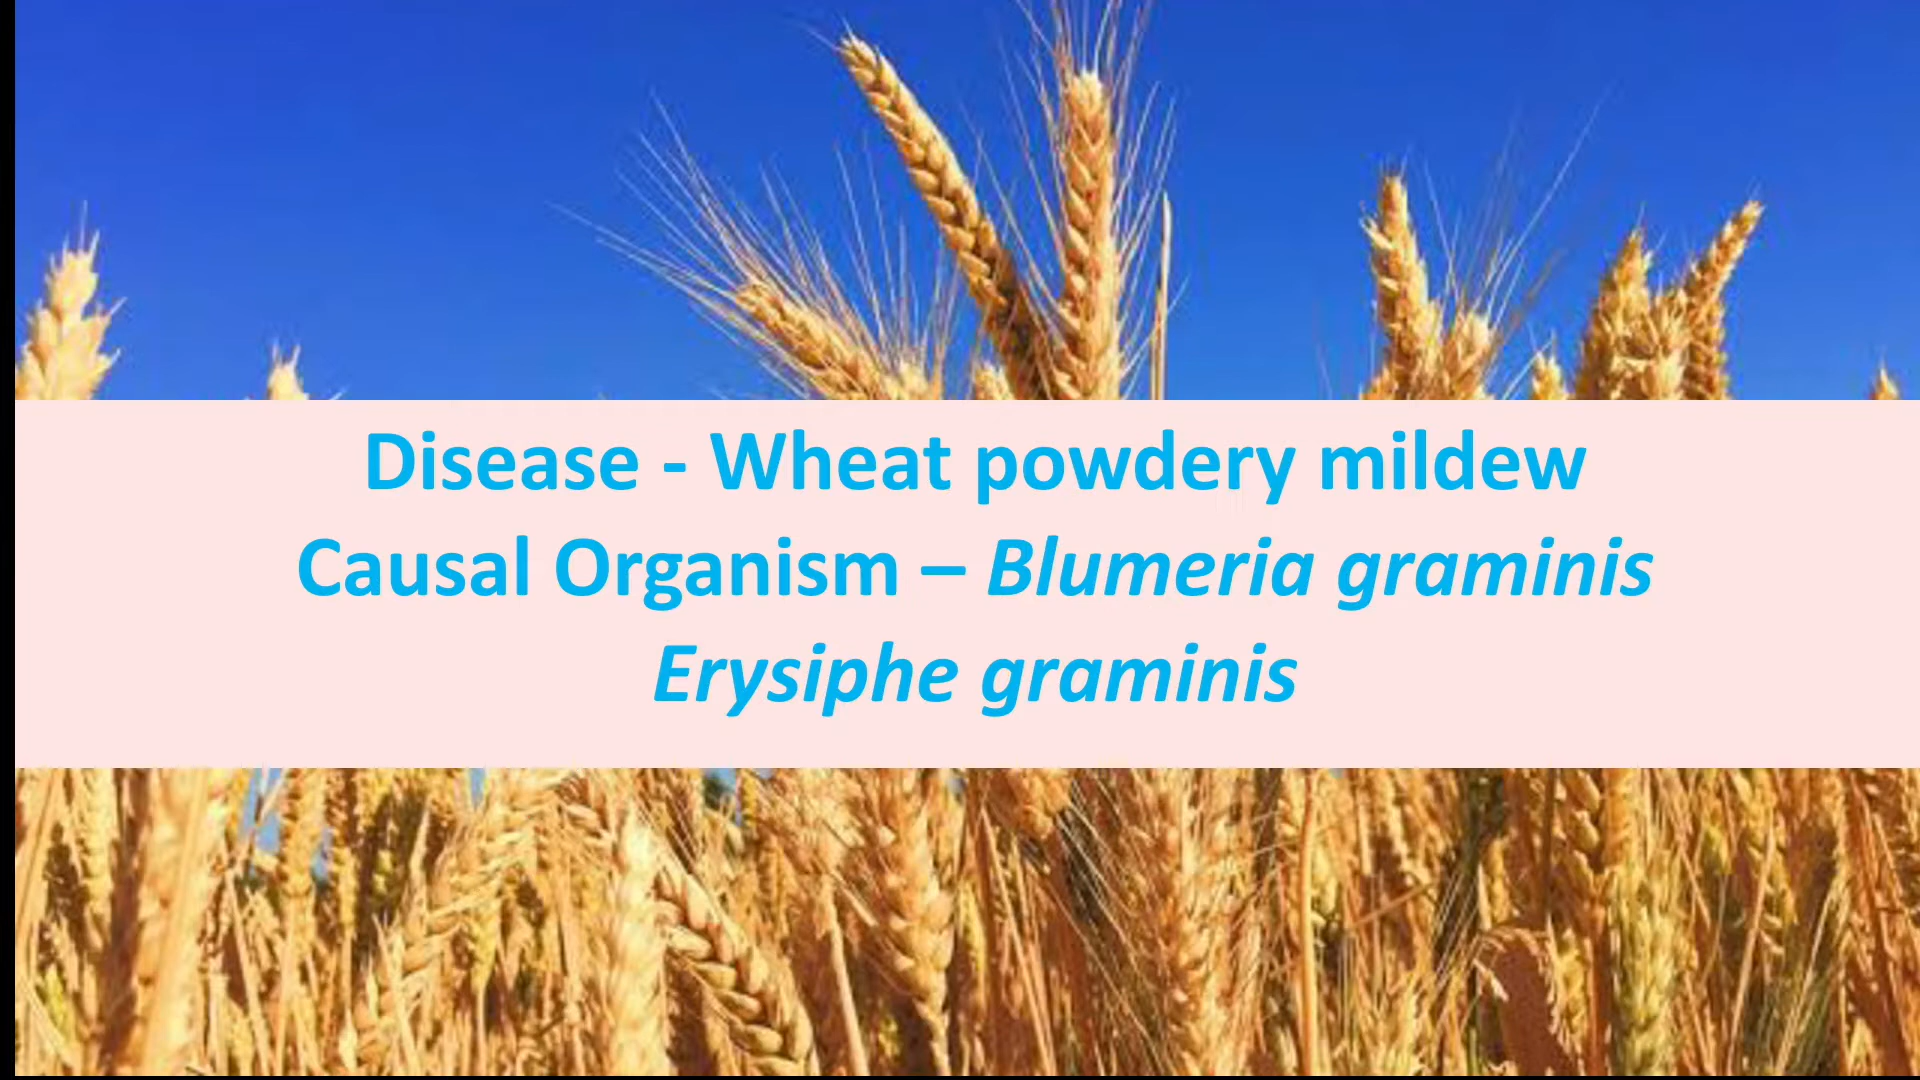 Disease - Wheat powdery mildew
Causal Organism – Blumeria graminis
Erysiphe graminis